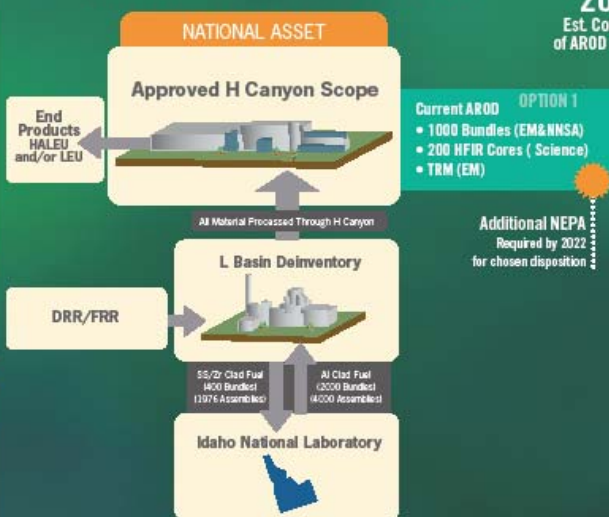 NATIONAL ASSET
Approved H Canyon Scope
End
Products
HALEU
and/or LEU
Est. Co
of AROD
OPTION 1
Current AROD
• 1000 Bundles (EM&NNSA)
• 200 HFIR Cores ( Science)
• TRM (EM)
All Material Processed Through H Canyon
Additional NEPA
Required by 2022
for chosen disposition
L Basin Deinventory
DRR/FRR
SS/Zr Clad Fuel
(400 Bundles)
(1976 Assemblies)
Al Clad Fuel
(2000 Bundles)
(4000 Assemblies)
Idaho National Laboratory